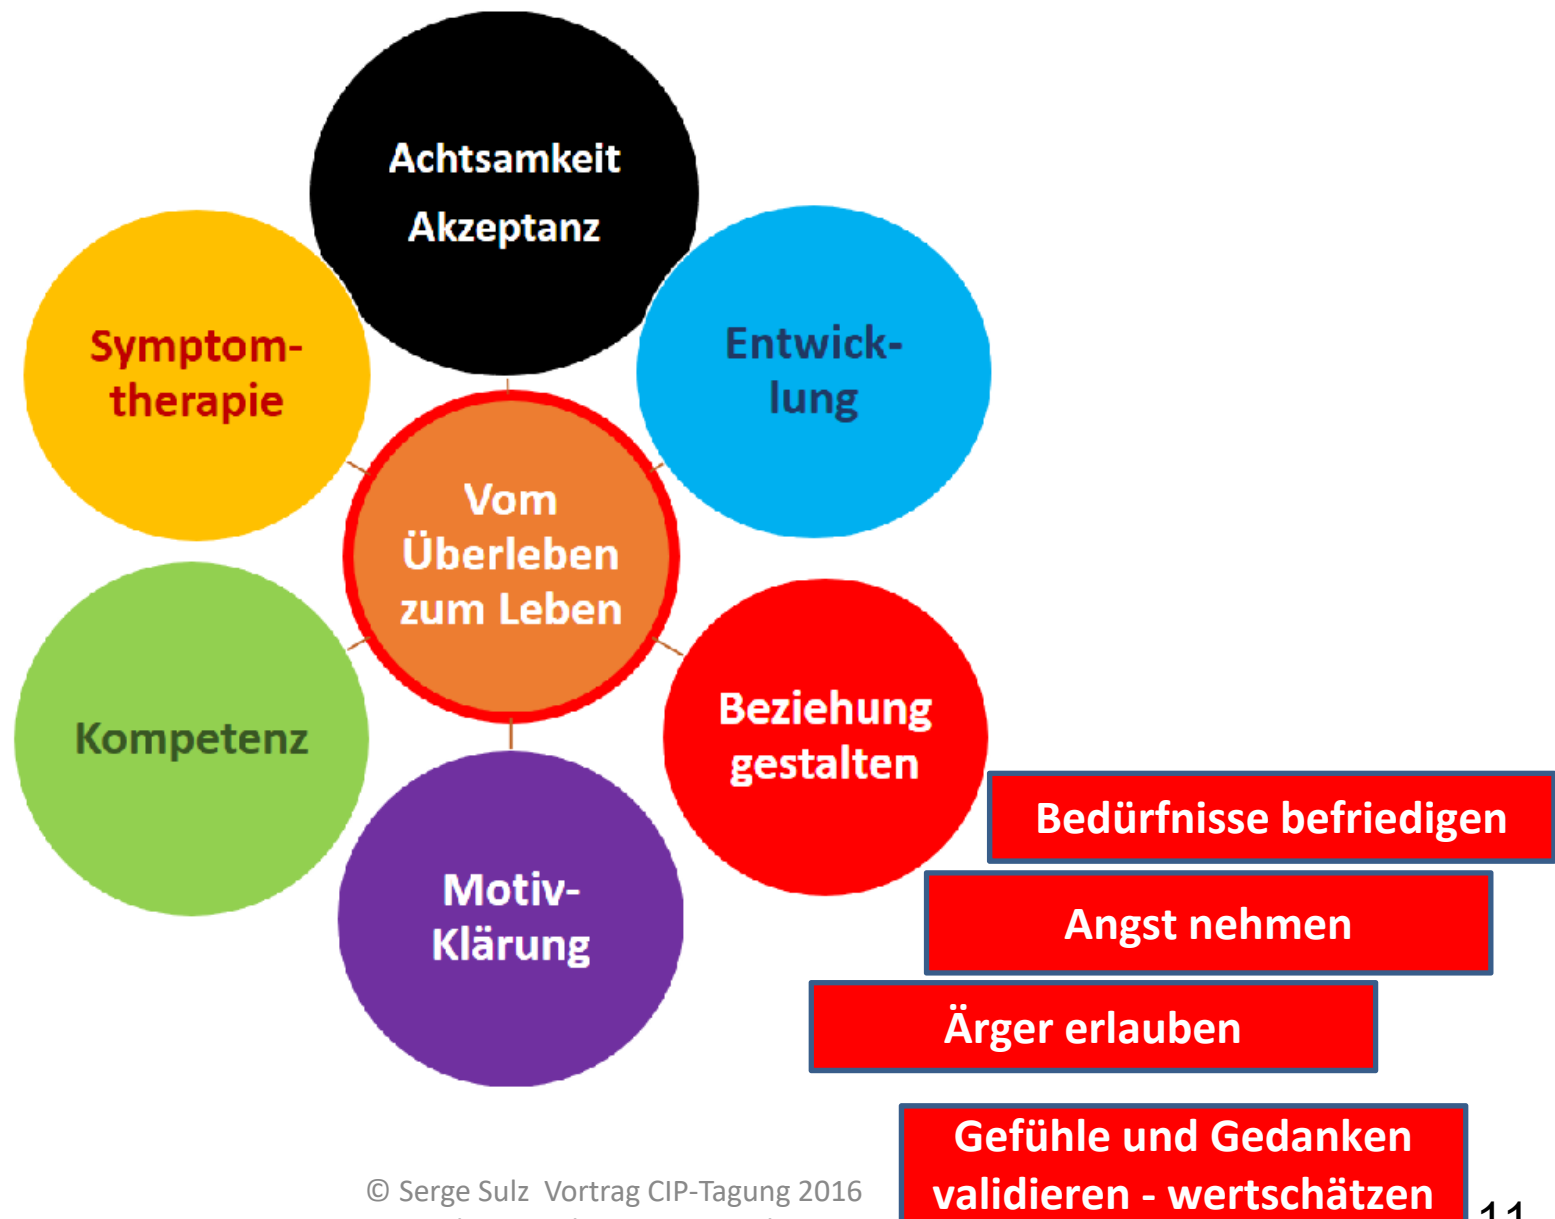 Achtsamkeit
Akzeptanz
Symptom-
therapie
Entwick-
lung
Vom
Überleben
zum Leben
Kompetenz
Beziehung
gestalten
Motiv-
Klärung
Bedürfnisse befriedigen
Angst nehmen
Ärger erlauben
Gefühle und Gedanken
validieren - wertschätzen
© Serge Sulz Vortrag CIP-Tagung 2016
11